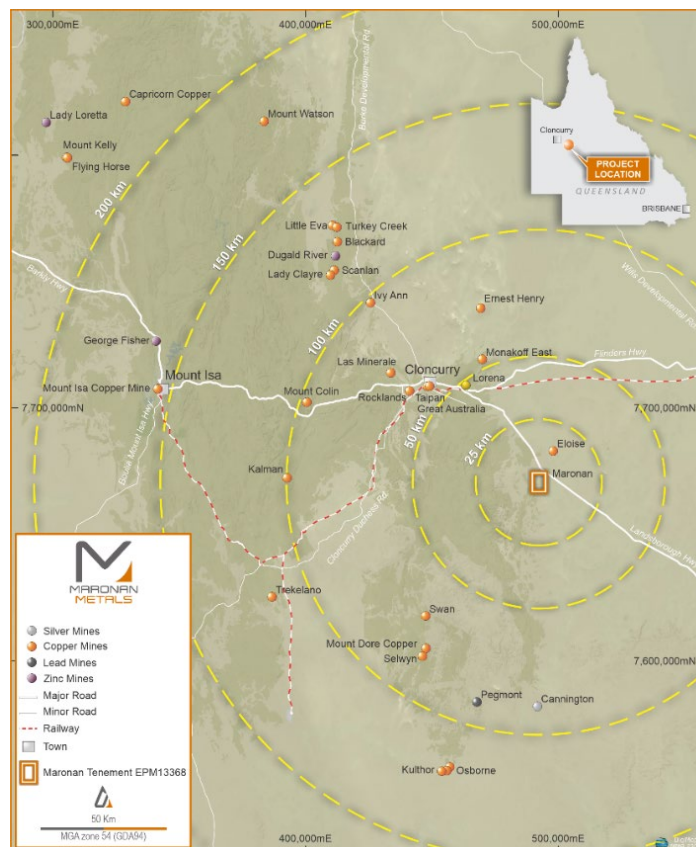 300,000mE
400,000mE
500,000mE
Capricorn Copper
Lady Loretta
Mount Watson
Burke Developmental Rd
Mount Kelly
Flying Horse
Cloncurry
PROJECT
LOCATION
QUEENSLAND
BRISBANE
200 km
150 km
Little Eva
Turkey Creek
Blackard
Dugald River
Scanlan
Lady Clayre
Barkly Hwy
Ivy Ann
Ernest Henry
Wills Developmental Rd
100 km
George Fisher
Las Minerale
Monakoff East
Flinders Hwy
Mount Isa
Cloncurry
Lorena
Mount Isa Copper Mine
Mount Colin
Rocklands
Taipan
Great Australia
7,700,000mN
7,700,000mN
50 km
25 km
Eloise
Maronan
Kalman
Landsborough Hwy
Cloncurry Duchess Rd
MARONAN
METALS
Trekelano
Swan
Mount Dore Copper
Selwyn
7,600,000mN
Silver Mines
Copper Mines
Lead Mines
Zinc Mines
Major Road
Minor Road
Railway
Town
Maronan Tenement EPM13368
Pegmont
Cannington
Kulthor
Osborne
50 Km
MGA zone 54 (GDA94)
400,000mE
500,000mE